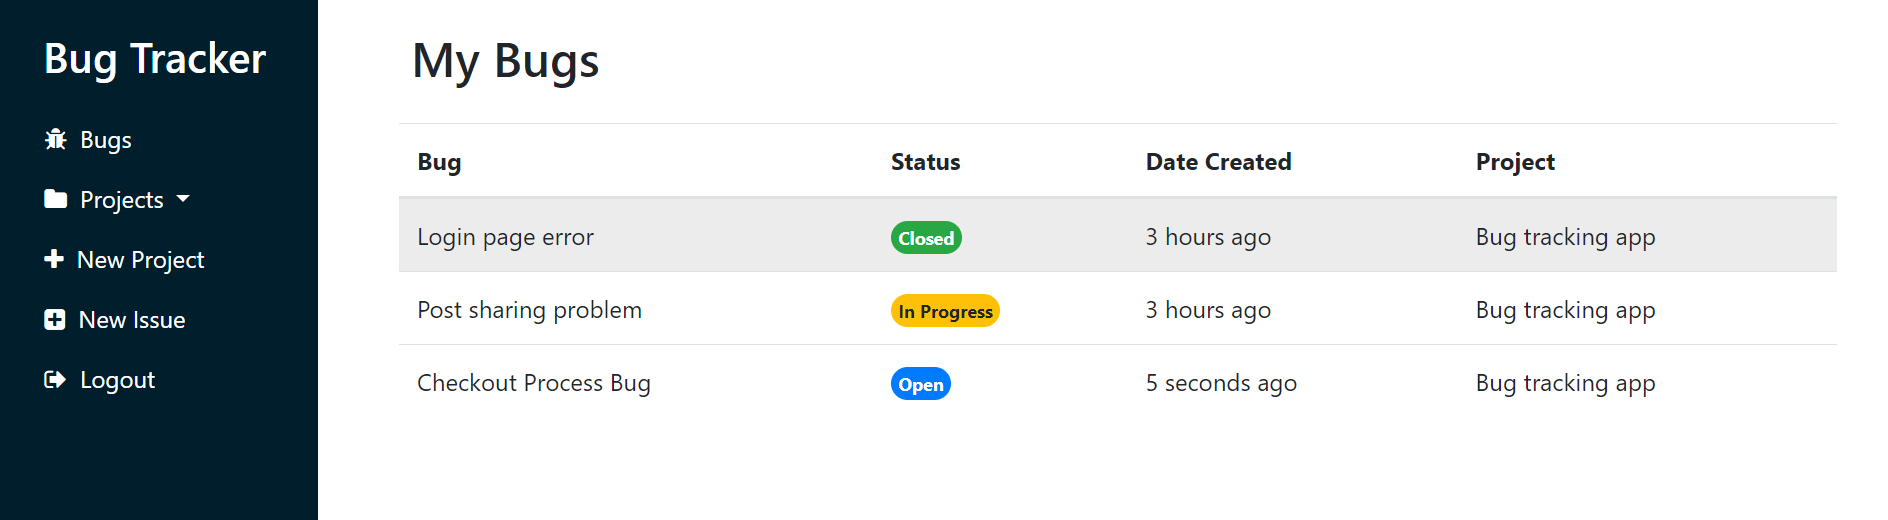 Bug Tracker
Bugs
Projects
New Project
New Issue
Logout
My Bugs
Bug Status Date Created Project
Login page error Closed 3 hours ago Bug tracking app
Post sharing problem In Progress 3 hours ago Bug tracking app
Checkout Process Bug Open 5 seconds ago Bug tracking app